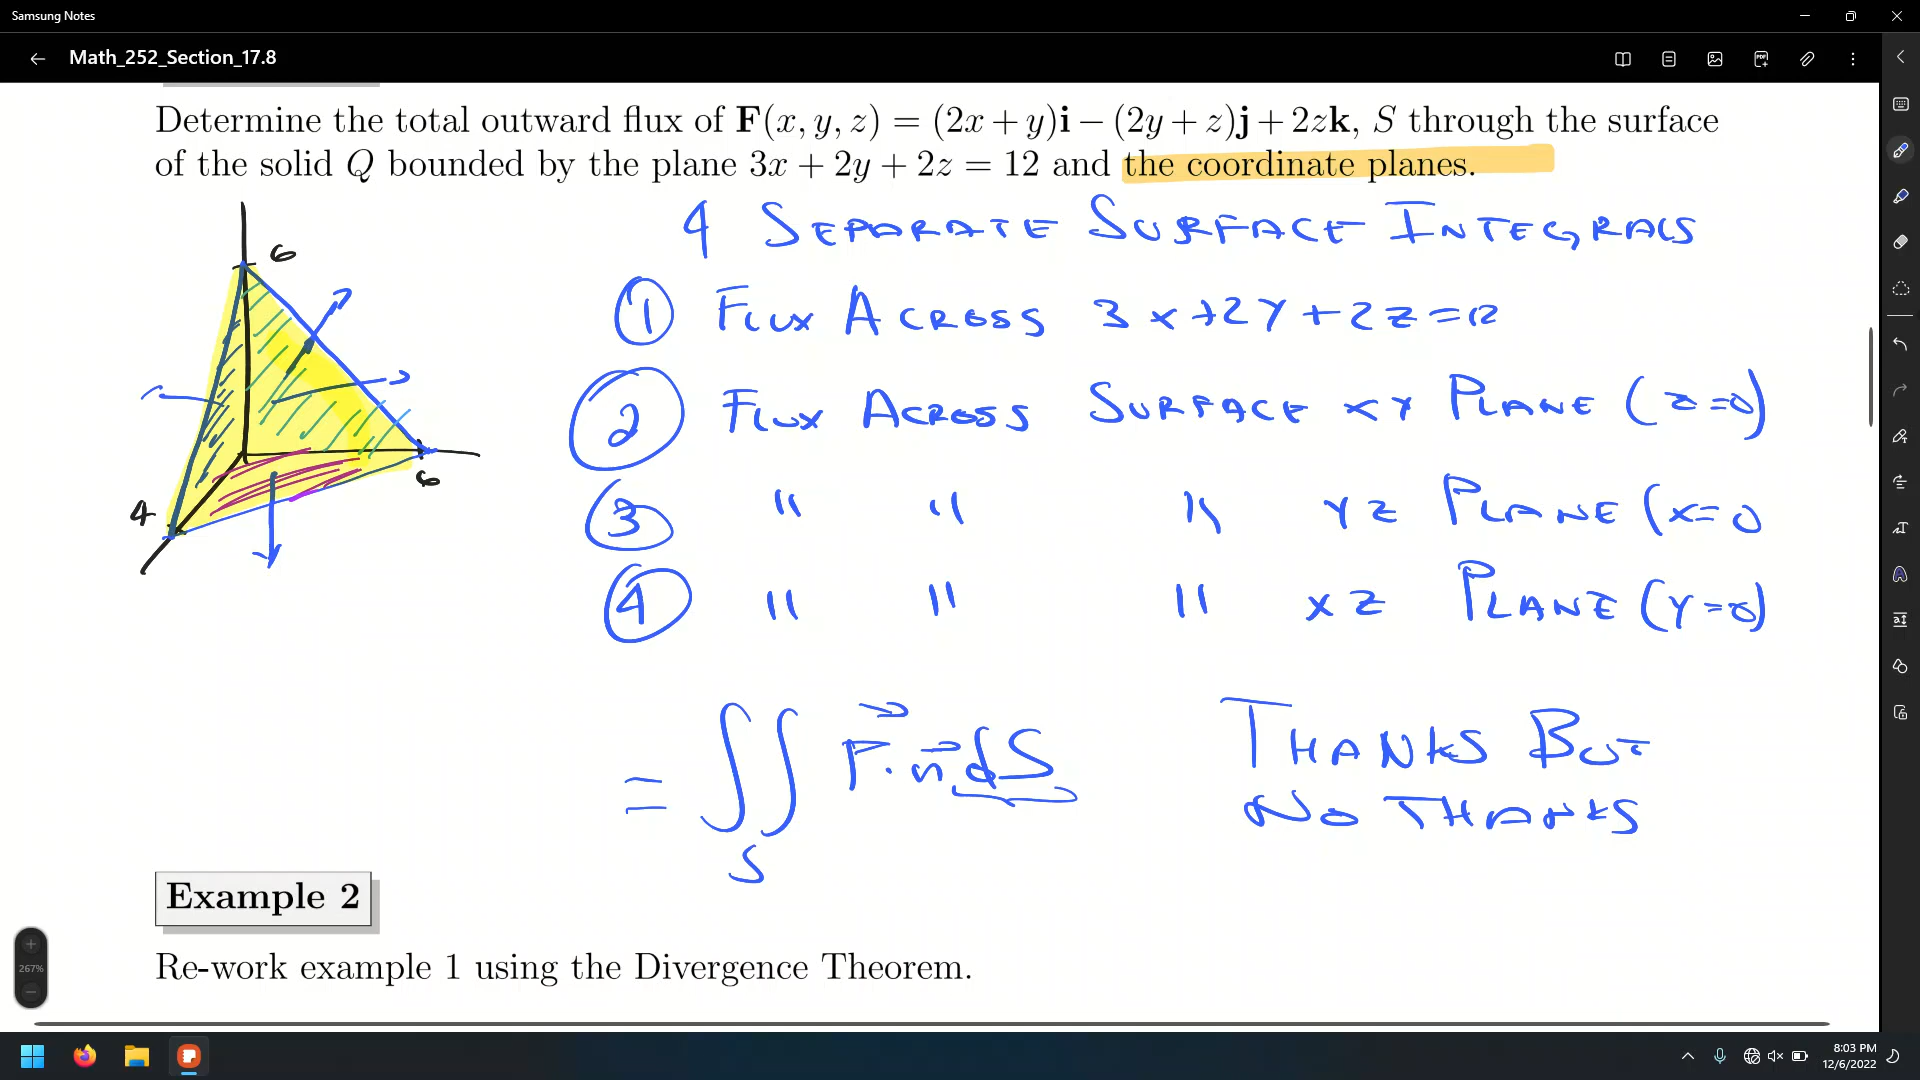 Samsung Notes
Math_252_Section_17.8
Determine the total outward flux of F(x, y, z) = (2x + y)i − (2y + z)j + 2zk, S through the surface
of the solid Q bounded by the plane 3x + 2y + 2z = 12 and the coordinate planes.
4 SEPARATE SURFACE INTEGRALS
① FLUX ACROSS 3x+2y+2z=12
② FLUX ACROSS SURFACE XY PLANE (z=0)
③ " " " YZ PLANE (x=0
④ " " " XZ PLANE (y=0)
6
6
4
= ∬ F⃗·n⃗ dS
S
THANKS BUT
NO THANKS
Example 2
Re-work example 1 using the Divergence Theorem.
267%
8:03 PM
12/6/2022